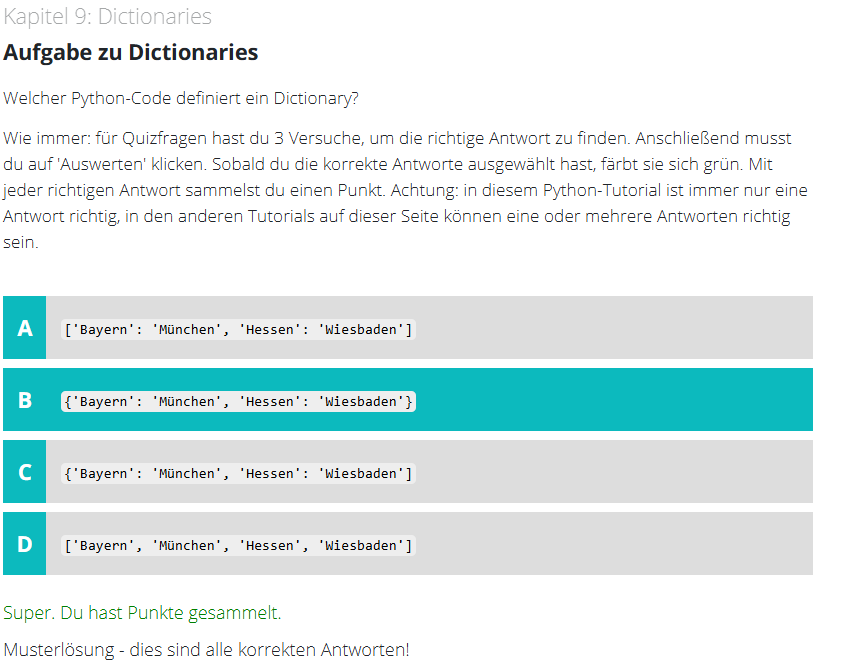 Kapitel 9: Dictionaries
Aufgabe zu Dictionaries
Welcher Python-Code definiert ein Dictionary?
Wie immer: für Quizfragen hast du 3 Versuche, um die richtige Antwort zu finden. Anschließend musst
du auf 'Auswerten' klicken. Sobald du die korrekte Antworte ausgewählt hast, färbt sie sich grün. Mit
jeder richtigen Antwort sammelst du einen Punkt. Achtung: in diesem Python-Tutorial ist immer nur eine
Antwort richtig, in den anderen Tutorials auf dieser Seite können eine oder mehrere Antworten richtig
sein.
A ['Bayern': 'München', 'Hessen': 'Wiesbaden']
B {'Bayern': 'München', 'Hessen': 'Wiesbaden'}
C {'Bayern': 'München', 'Hessen': 'Wiesbaden']
D ['Bayern', 'München', 'Hessen', 'Wiesbaden']
Super. Du hast Punkte gesammelt.
Musterlösung - dies sind alle korrekten Antworten!